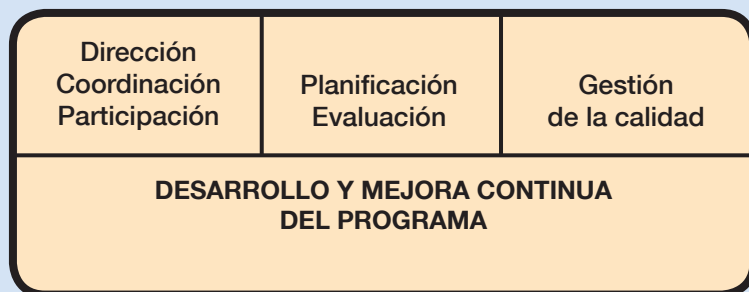 Dirección
Coordinación
Participación
Planificación
Evaluación
Gestión
de la calidad
DESARROLLO Y MEJORA CONTINUA
DEL PROGRAMA